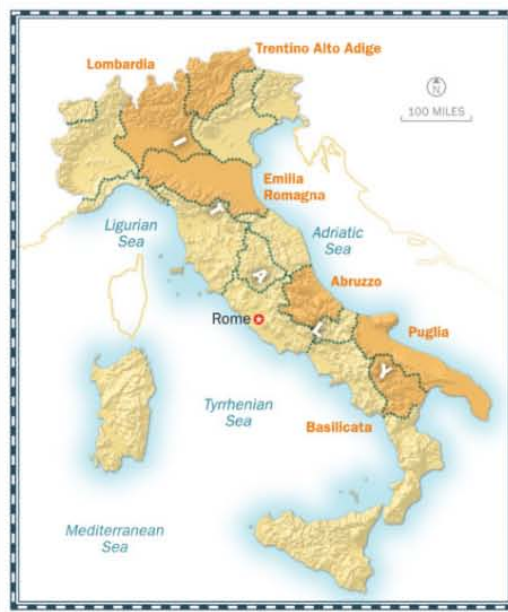 Trentino Alto Adige
Lombardia
N
100 MILES
I
Emilia
Romagna
T
Ligurian
Sea
Adriatic
Sea
A
Abruzzo
Rome
L
Puglia
Y
Tyrrhenian
Sea
Basilicata
Mediterranean
Sea